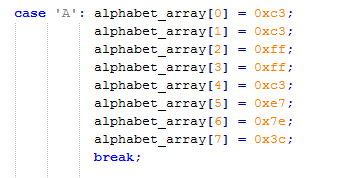 case 'A': alphabet_array[0] = 0xc3;
alphabet_array[1] = 0xc3;
alphabet_array[2] = 0xff;
alphabet_array[3] = 0xff;
alphabet_array[4] = 0xc3;
alphabet_array[5] = 0xe7;
alphabet_array[6] = 0x7e;
alphabet_array[7] = 0x3c;
break;